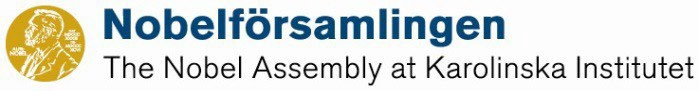 Nobelförsamlingen
The Nobel Assembly at Karolinska Institutet